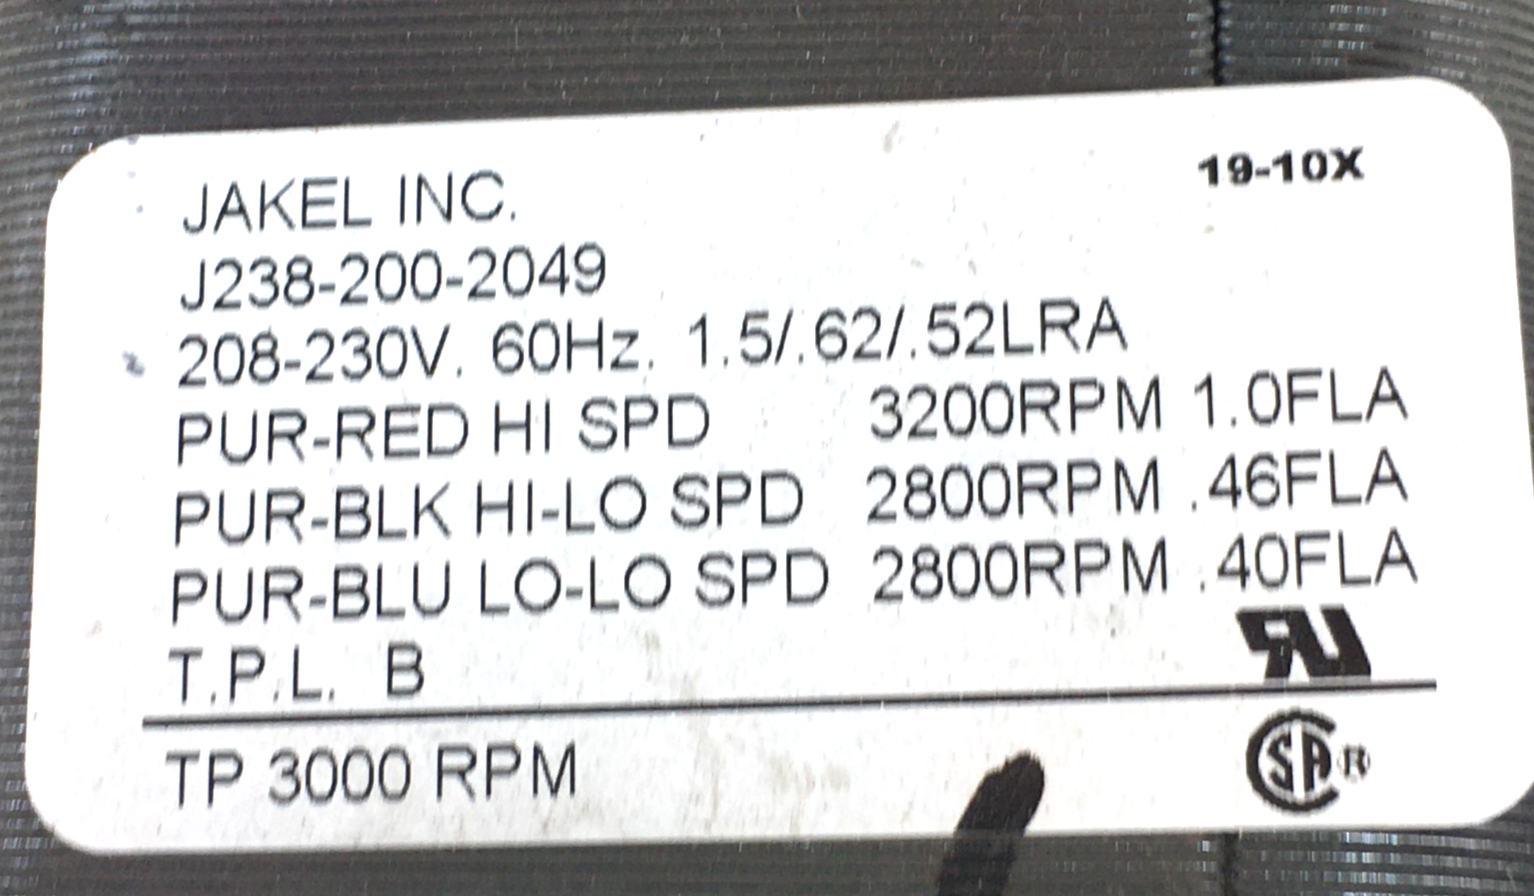 19-10X
JAKEL INC.
J238-200-2049
208-230V. 60Hz. 1.5/.62/.52LRA
PUR-RED HI SPD 3200RPM 1.0FLA
PUR-BLK HI-LO SPD 2800RPM .46FLA
PUR-BLU LO-LO SPD 2800RPM .40FLA
T.P.L. B RU
TP 3000 RPM SA®